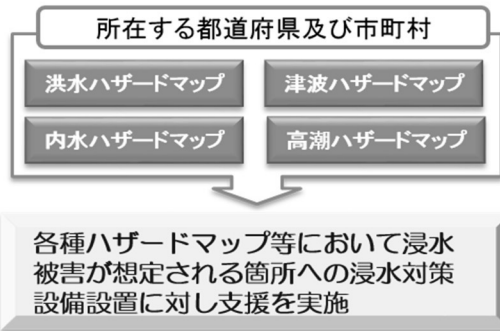 所在する都道府県及び市町村
洪水ハザードマップ
津波ハザードマップ
内水ハザードマップ
高潮ハザードマップ
各種ハザードマップ等において浸水
被害が想定される箇所への浸水対策
設備設置に対し支援を実施